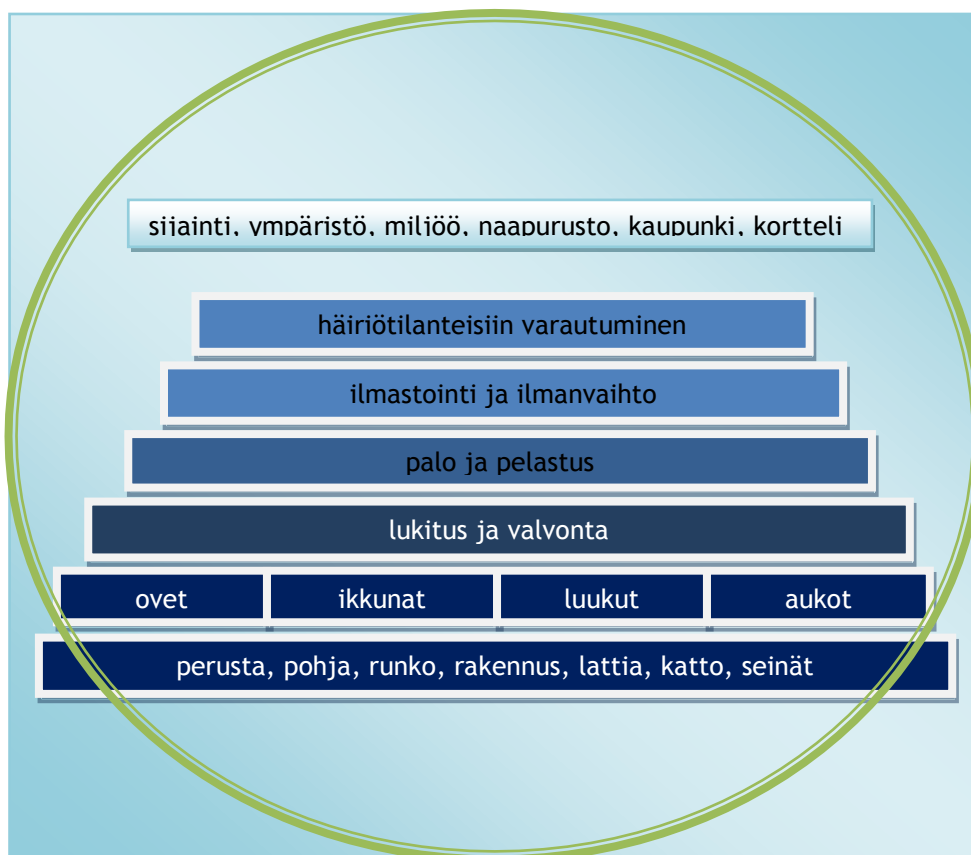 sijainti, ympäristö, miljöö, naapurusto, kaupunki, kortteli
häiriötilanteisiin varautuminen
ilmastointi ja ilmanvaihto
palo ja pelastus
lukitus ja valvonta
ovet ikkunat luukut aukot
perusta, pohja, runko, rakennus, lattia, katto, seinät